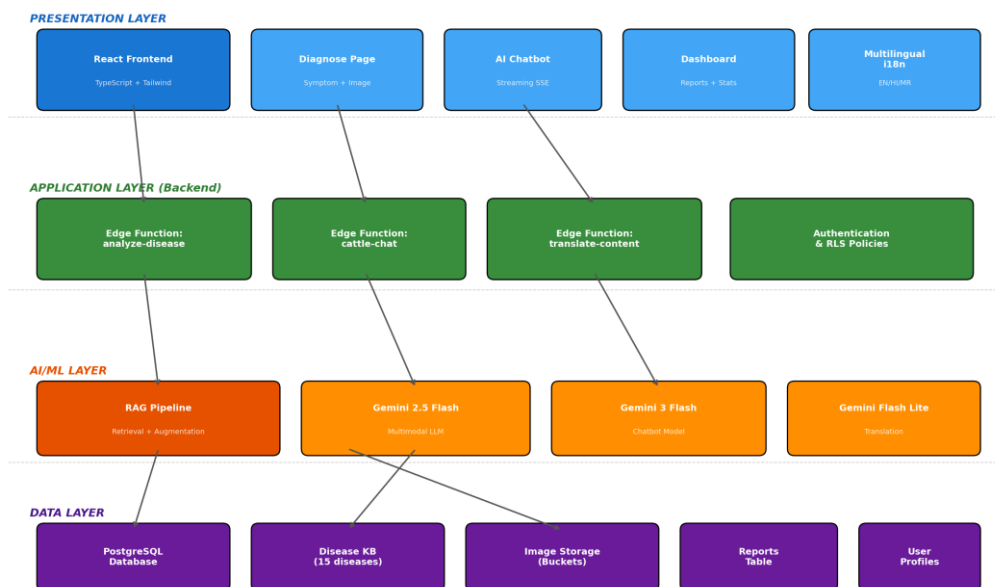 PRESENTATION LAYER
React Frontend
TypeScript + Tailwind
Diagnose Page
Symptom + Image
AI Chatbot
Streaming SSE
Dashboard
Reports + Stats
Multilingual
i18n
EN/HI/MR
APPLICATION LAYER (Backend)
Edge Function:
analyze-disease
Edge Function:
cattle-chat
Edge Function:
translate-content
Authentication
& RLS Policies
AI/ML LAYER
RAG Pipeline
Retrieval + Augmentation
Gemini 2.5 Flash
Multimodal LLM
Gemini 3 Flash
Chatbot Model
Gemini Flash Lite
Translation
DATA LAYER
PostgreSQL
Database
Disease KB
(15 diseases)
Image Storage
(Buckets)
Reports
Table
User
Profiles